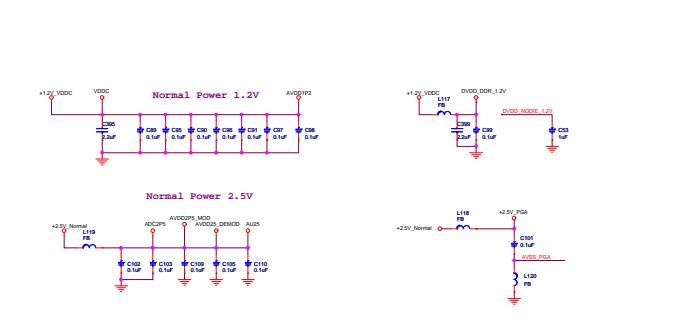 Normal Power 1.2V
+1.2V_VDDC
VDDC
AVDD1P2
C395
2.2uF
C89
0.1uF
C95
0.1uF
C90
0.1uF
C96
0.1uF
C91
0.1uF
C97
0.1uF
C98
0.1uF
+1.2V_VDDC
L117
FB
DVDD_DDR_1.2V
DVDD_NODIE_1.2V
C399
2.2uF
C99
0.1uF
C53
1uF
Normal Power 2.5V
+2.5V_Normal
L119
FB
ADC2P5
AVDD2P5_MOD
AVDD25_DEMOD
AU25
C102
0.1uF
C103
0.1uF
C109
0.1uF
C105
0.1uF
C110
0.1uF
+2.5V_Normal
L118
FB
+2.5V_PGA
C101
0.1uF
AVSS_PGA
L120
FB